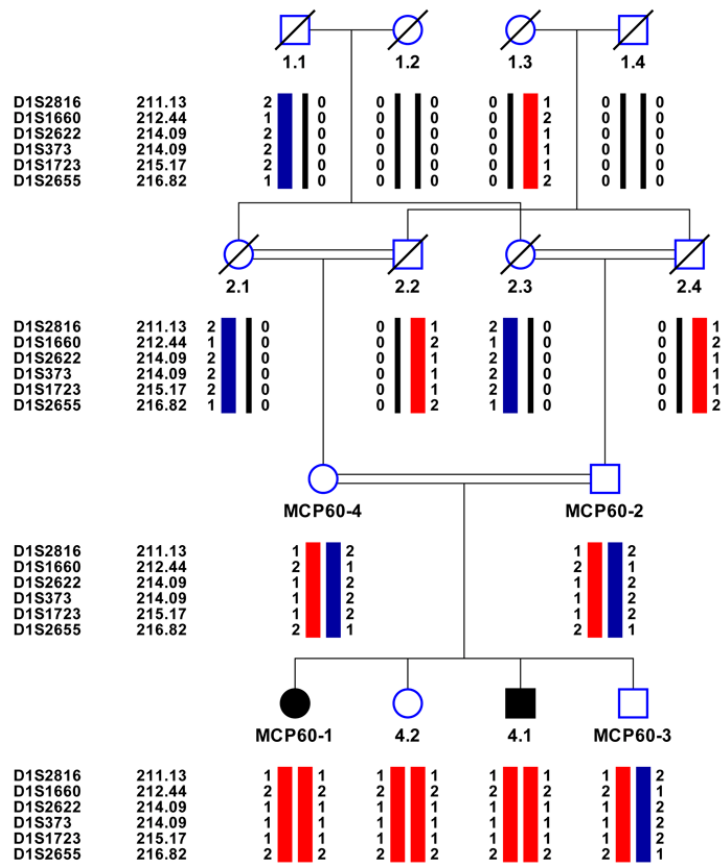 1.1 1.2 1.3 1.4
D1S2816 211.13 2 0 0 0 0 1 0 0
D1S1660 212.44 1 0 0 0 0 2 0 0
D1S2622 214.09 2 0 0 0 0 1 0 0
D1S373 214.09 2 0 0 0 0 1 0 0
D1S1723 215.17 2 0 0 0 0 1 0 0
D1S2655 216.82 1 0 0 0 0 2 0 0
2.1 2.2 2.3 2.4
D1S2816 211.13 2 0 0 1 2 0 0 1
D1S1660 212.44 1 0 0 2 1 0 0 2
D1S2622 214.09 2 0 0 1 2 0 0 1
D1S373 214.09 2 0 0 1 2 0 0 1
D1S1723 215.17 2 0 0 1 2 0 0 1
D1S2655 216.82 1 0 0 2 1 0 0 2
MCP60-4 MCP60-2
D1S2816 211.13 1 2 1 2
D1S1660 212.44 2 1 2 1
D1S2622 214.09 1 2 1 2
D1S373 214.09 1 2 1 2
D1S1723 215.17 1 2 1 2
D1S2655 216.82 2 1 2 1
MCP60-1 4.2 4.1 MCP60-3
D1S2816 211.13 1 1 1 1 1 1 1 2
D1S1660 212.44 2 2 2 2 2 2 2 1
D1S2622 214.09 1 1 1 1 1 1 1 2
D1S373 214.09 1 1 1 1 1 1 1 2
D1S1723 215.17 1 1 1 1 1 1 1 2
D1S2655 216.82 2 2 2 2 2 2 2 1